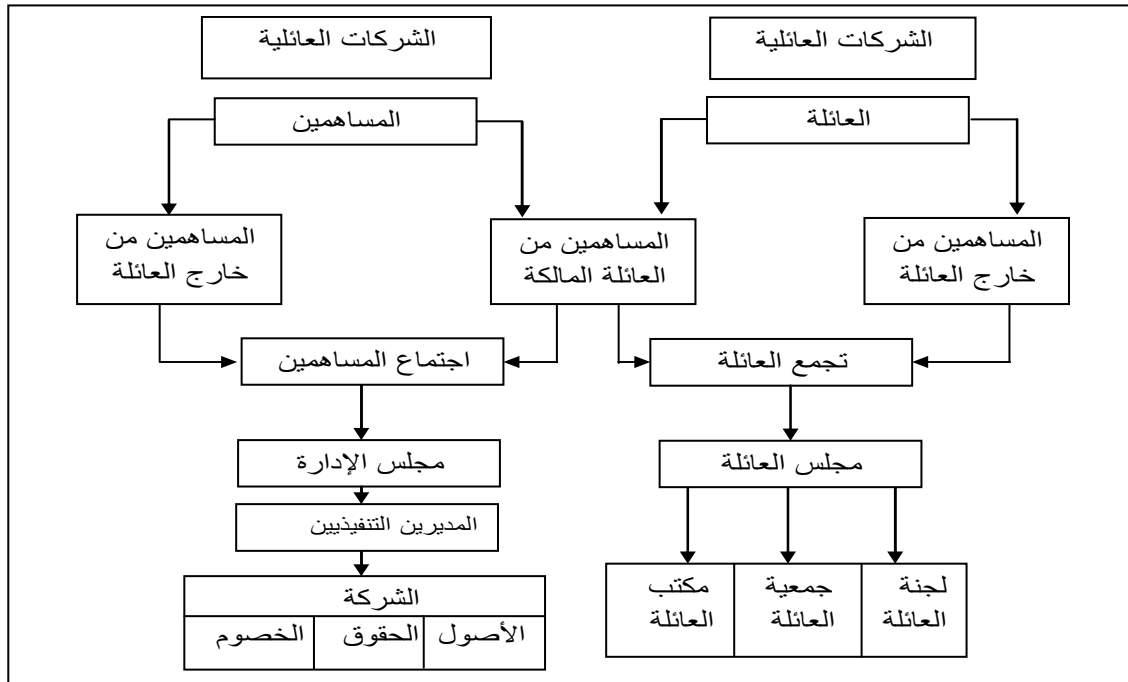 الشركات العائلية
الشركات العائلية
العائلة
المساهمين
المساهمين من
خارج العائلة
المساهمين من
العائلة المالكة
المساهمين من
خارج العائلة
تجمع العائلة
اجتماع المساهمين
مجلس العائلة
مجلس الإدارة
المديرين التنفيذيين
لجنة
العائلة
جمعية
العائلة
مكتب
العائلة
الشركة
الأصول
الحقوق
الخصوم